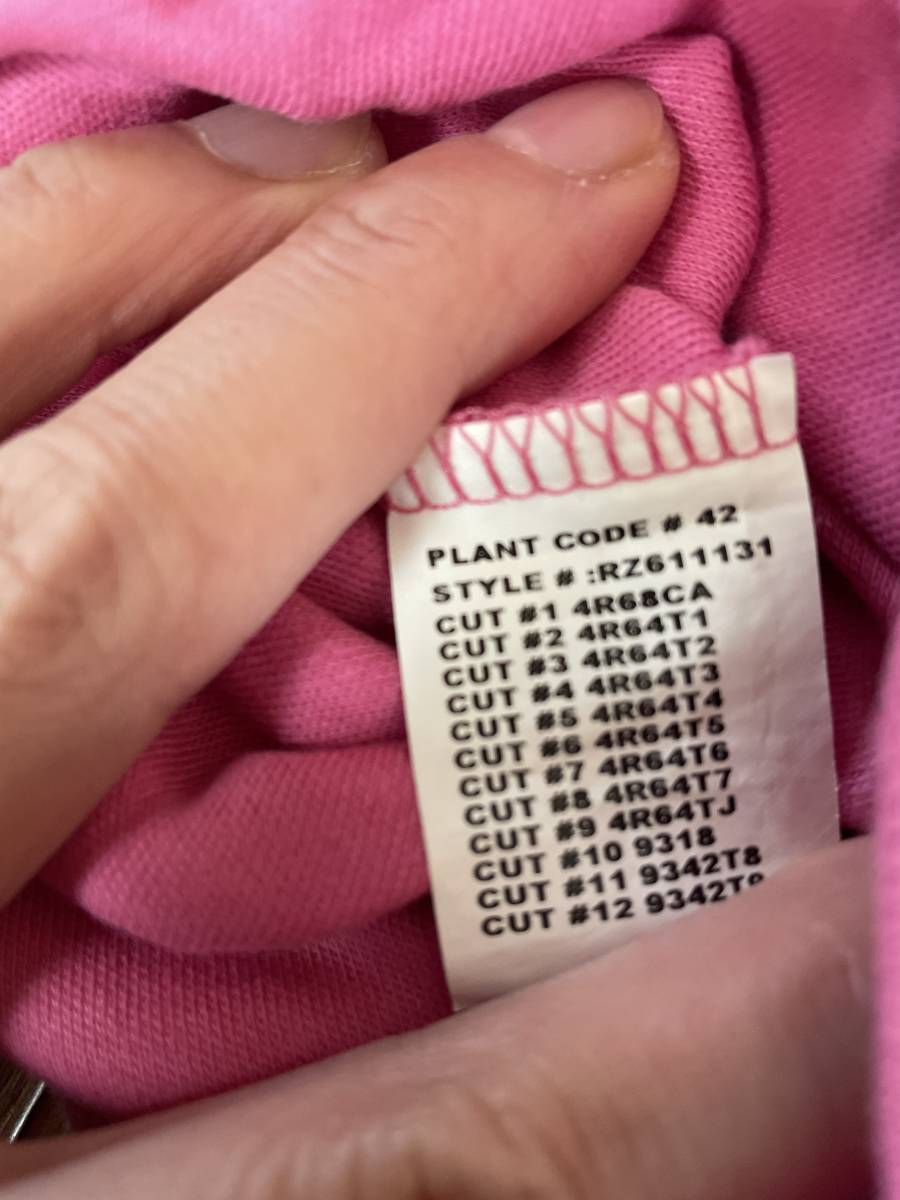 PLANT CODE # 42
STYLE # :RZ611131
CUT #1 4R68CA
CUT #2 4R64T1
CUT #3 4R64T2
CUT #4 4R64T3
CUT #5 4R64T4
CUT #6 4R64T5
CUT #7 4R64T6
CUT #8 4R64T7
CUT #9 4R64TJ
CUT #10 9318
CUT #11 9342T8
CUT #12